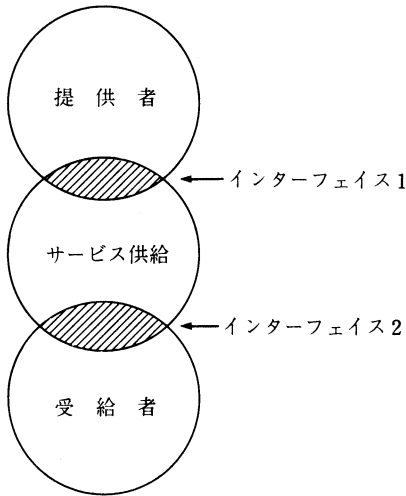 提供者
インターフェイス1
サービス供給
インターフェイス2
受給者